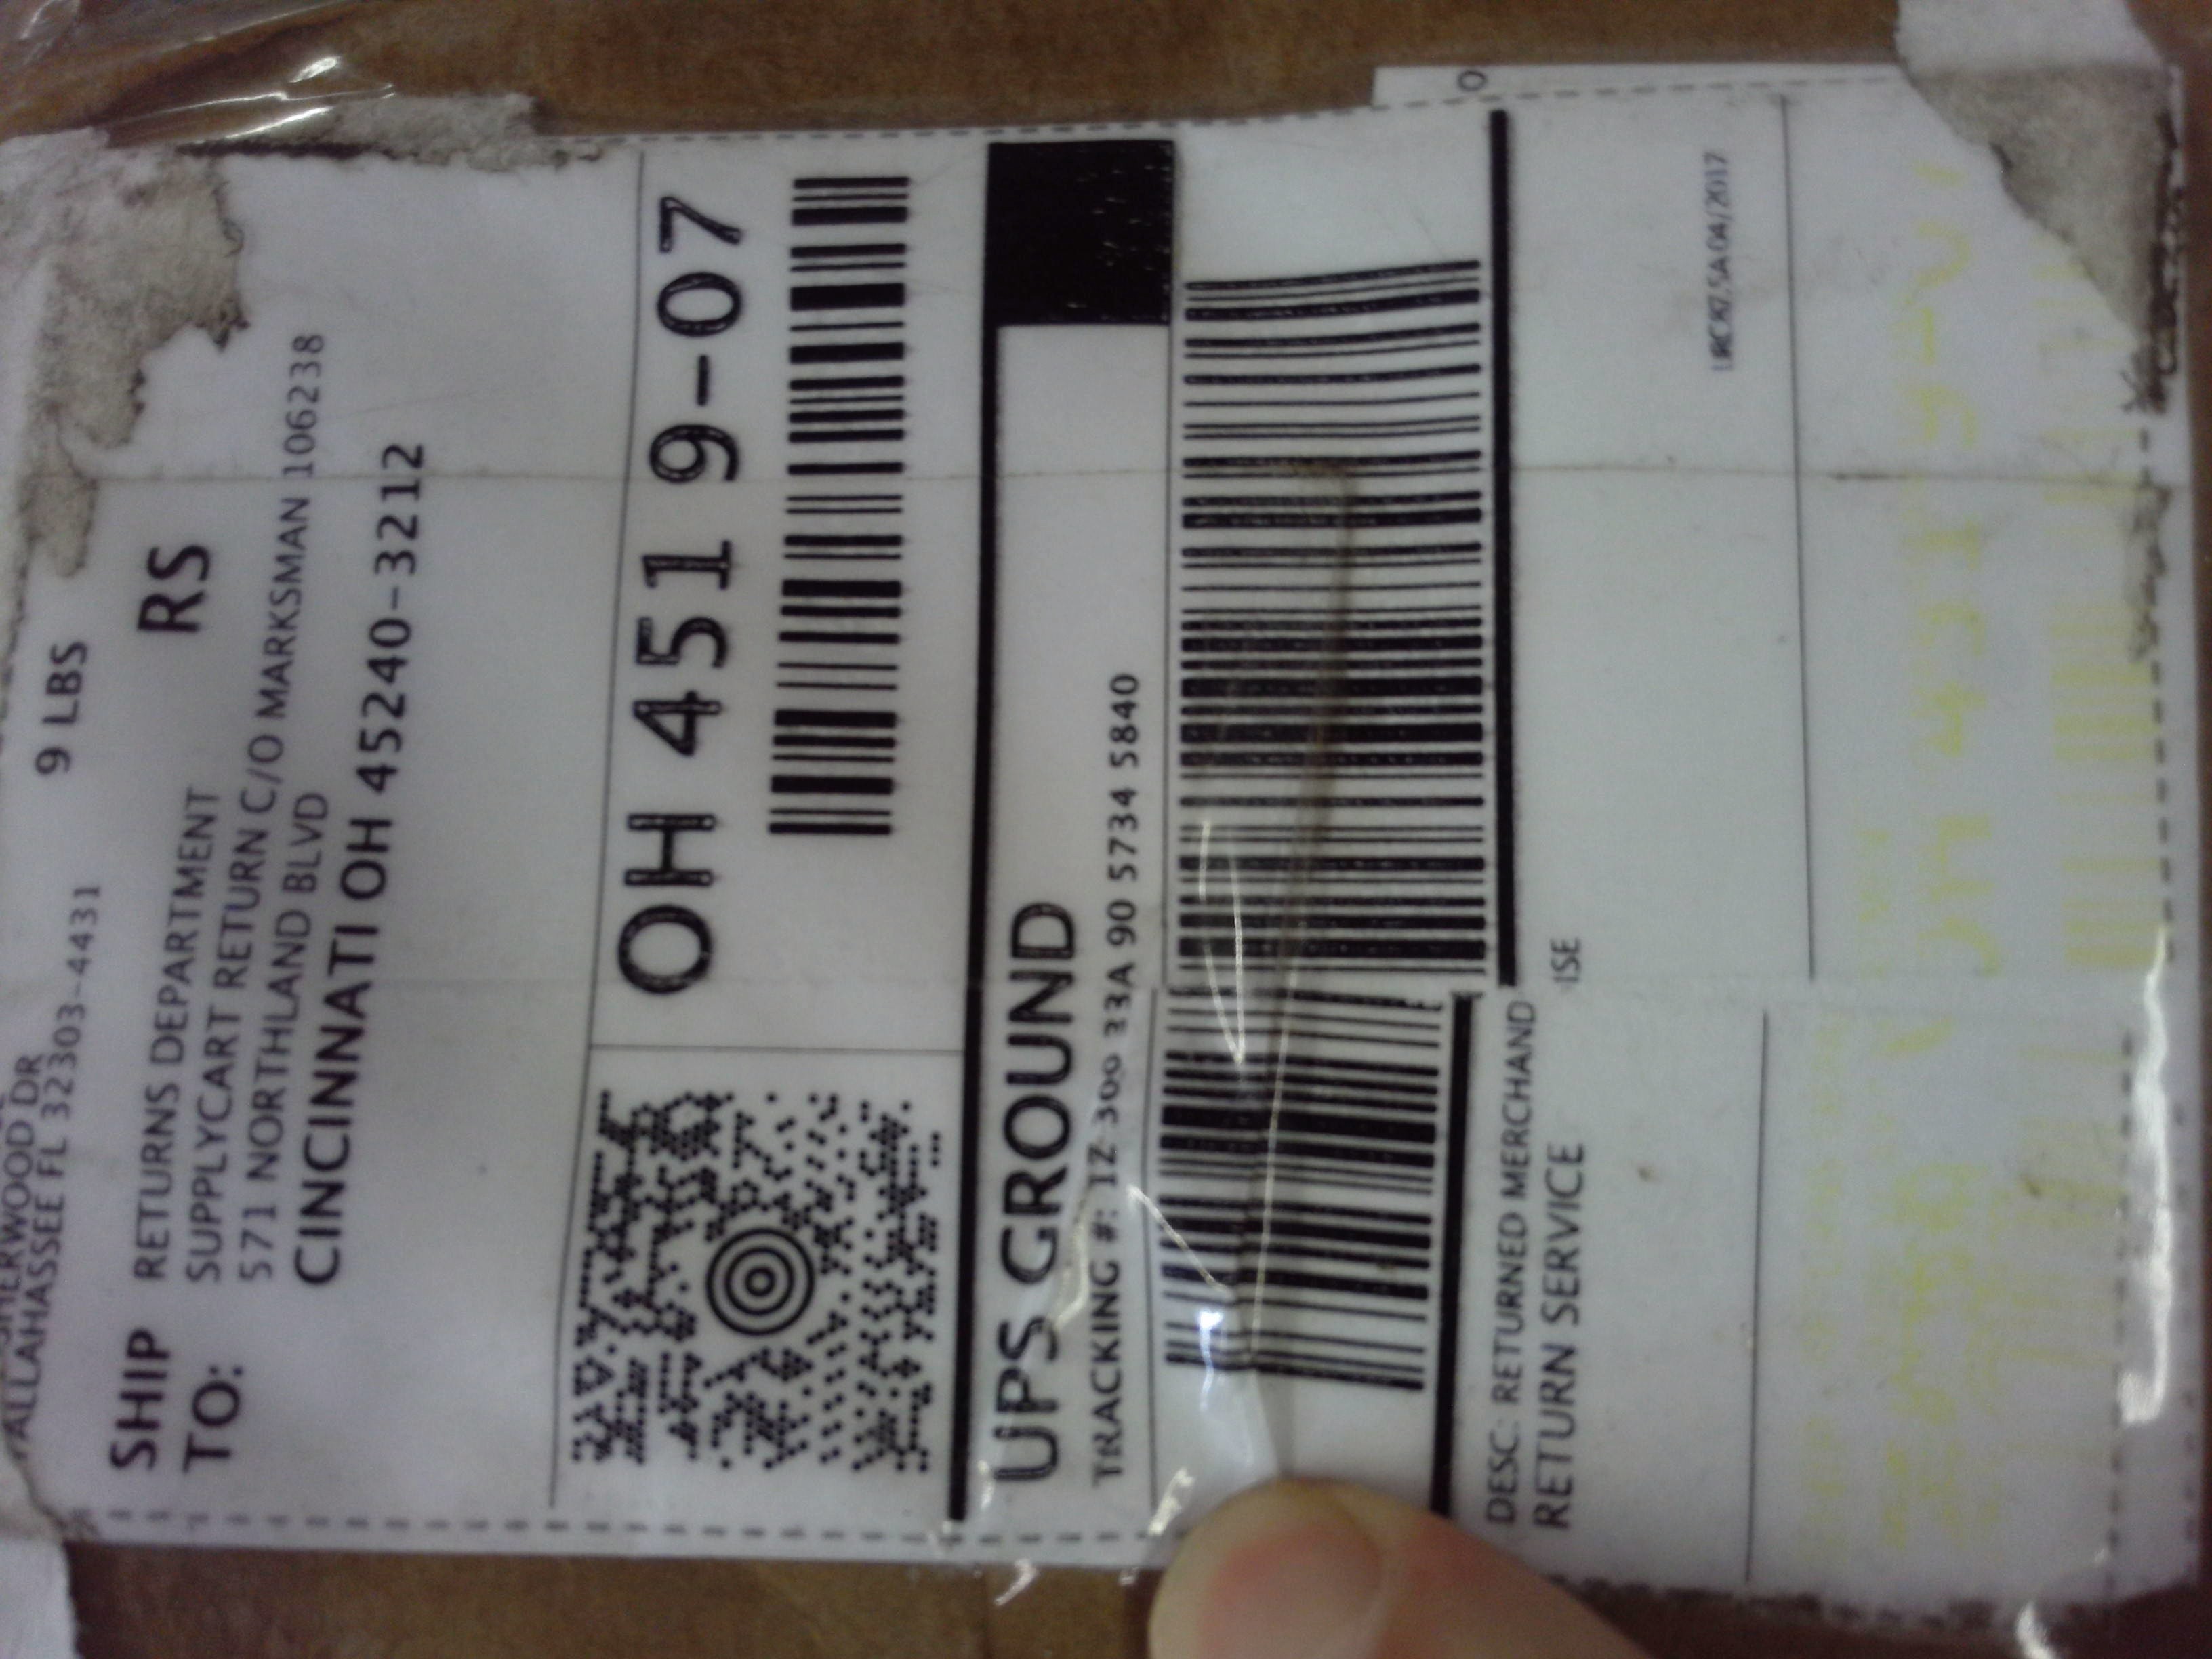 SHERWOOD DR
TALLAHASSEE FL 32303-4431
9 LBS
RS
SHIP
TO:
RETURNS DEPARTMENT
SUPPLYCART RETURN C/O MARKSMAN 106238
571 NORTHLAND BLVD
CINCINNATI OH 45240-3212
OH 451 9-07
UPS GROUND
TRACKING #: 1Z 33A 90 5734 5840
DESC: RETURNED MERCHANDISE
RETURN SERVICE
04/2017